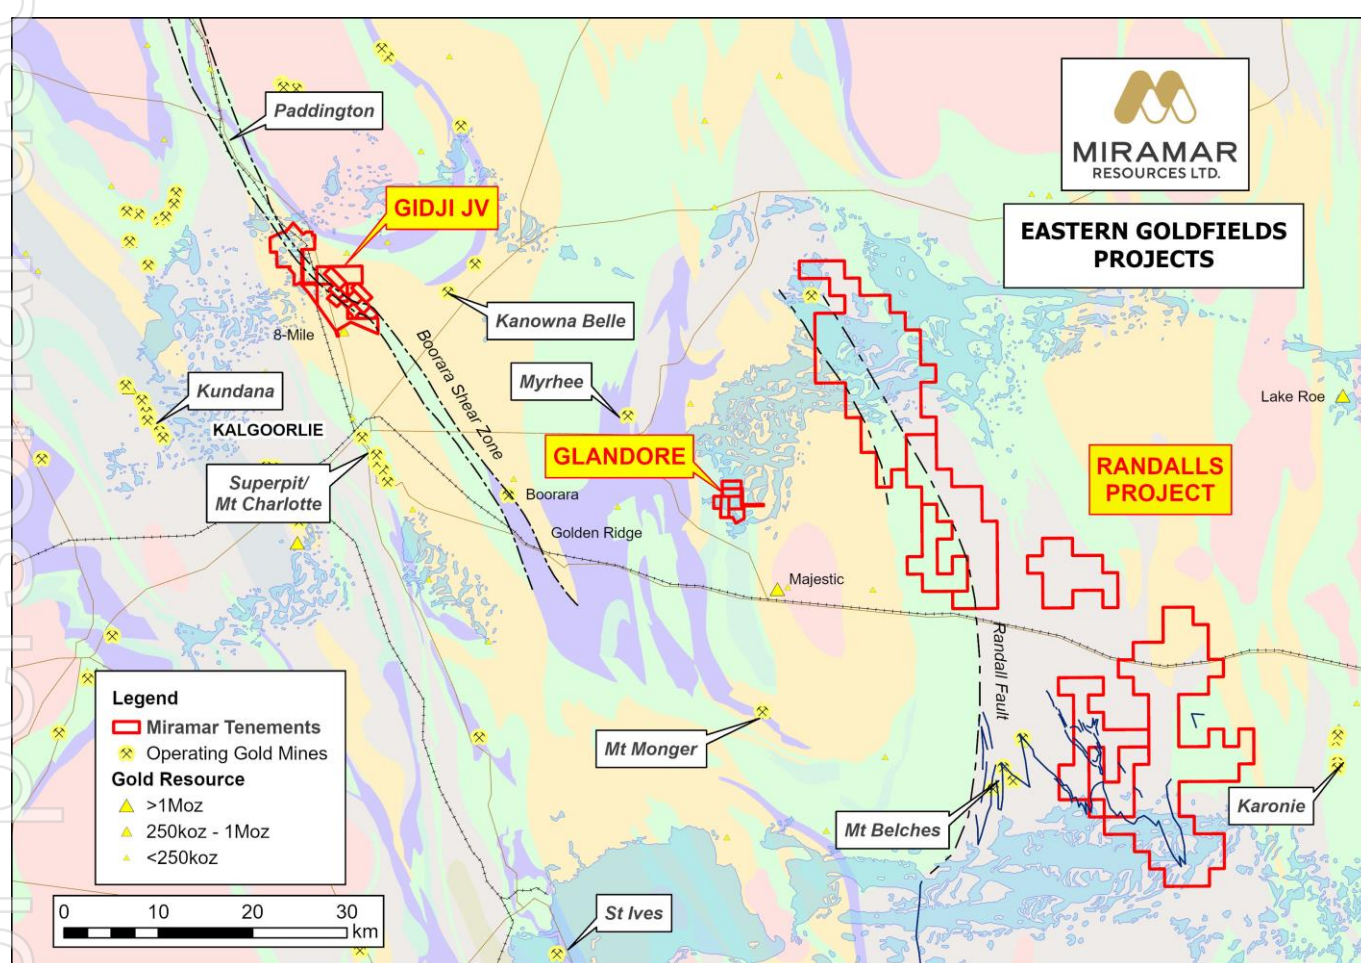 Paddington
MIRAMAR
RESOURCES LTD.
GIDJI JV
EASTERN GOLDFIELDS
PROJECTS
8-Mile
Kanowna Belle
Boorara Shear Zone
Kundana
Myrhee
Lake Roe
KALGOORLIE
GLANDORE
RANDALLS
PROJECT
Superpit/
Mt Charlotte
Boorara
Golden Ridge
Majestic
Randall Fault
Legend
Miramar Tenements
Operating Gold Mines
Gold Resource
>1Moz
250koz - 1Moz
<250koz
Mt Monger
Mt Belches
Karonie
St Ives
0 10 20 30
km